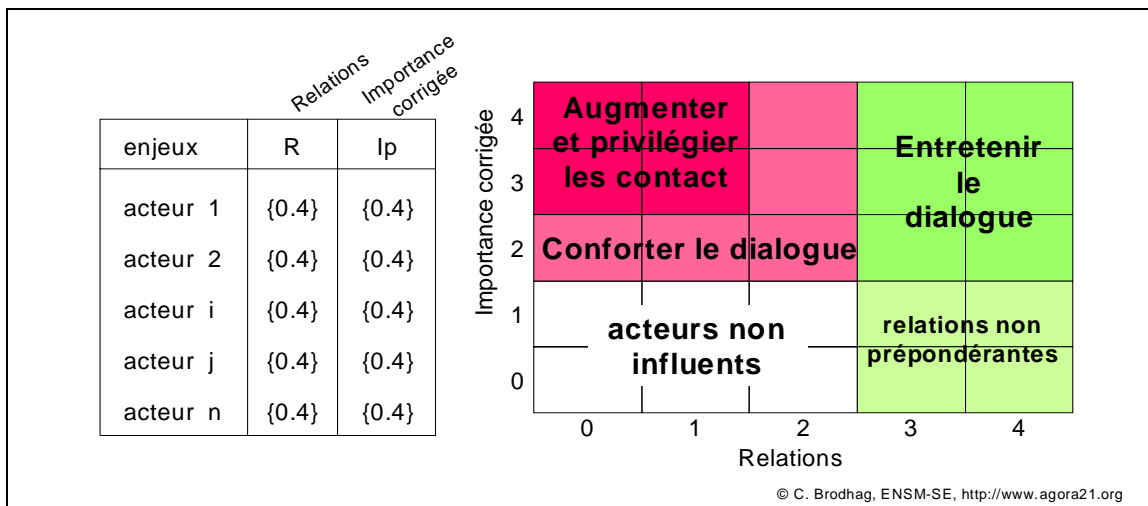 Relations
Importance
corrigée
enjeux R Ip
acteur 1 {0.4} {0.4}
acteur 2 {0.4} {0.4}
acteur i {0.4} {0.4}
acteur j {0.4} {0.4}
acteur n {0.4} {0.4}
Importance corrigée
4
3
2
1
0
Augmenter
et privilégier
les contact
Entretenir
le
dialogue
Conforter le dialogue
acteurs non
influents
relations non
prépondérantes
0 1 2 3 4
Relations
© C. Brodhag, ENSM-SE, http://www.agora21.org